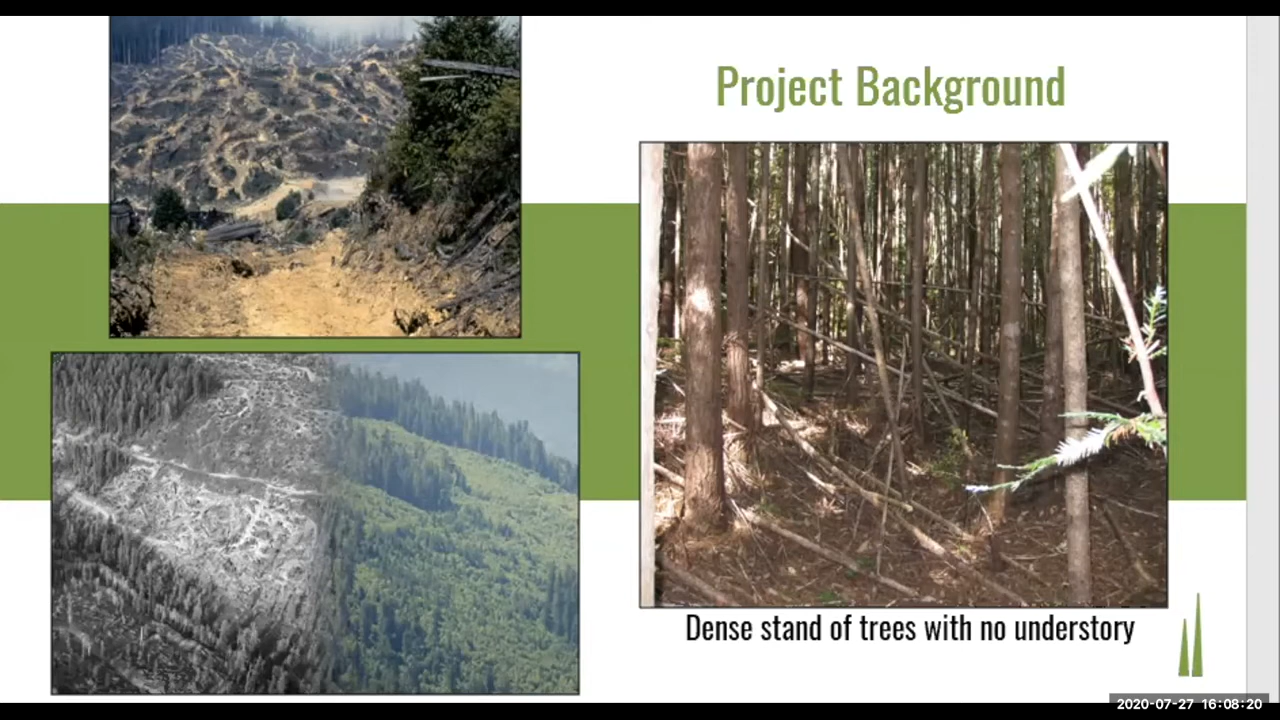 Project Background
Dense stand of trees with no understory
2020-07-27 16:08:20